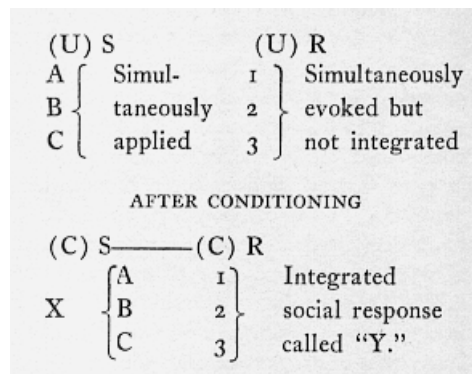 (U) S (U) R
A Simul- 1 Simultaneously
B taneously 2 evoked but
C applied 3 not integrated
AFTER CONDITIONING
(C) S———(C) R
A 1 Integrated
X B 2 social response
C 3 called “Y.”